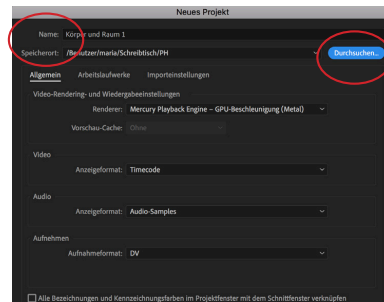 Neues Projekt
Name: Körper und Raum 1
Speicherort: /Benutzer/maria/Schreibtisch/PH Durchsuchen...
Allgemein Arbeitslaufwerke Importeinstellungen
Video-Rendering- und Wiedergabeeinstellungen
Renderer: Mercury Playback Engine – GPU-Beschleunigung (Metal)
Vorschau-Cache: Ohne
Video
Anzeigeformat: Timecode
Audio
Anzeigeformat: Audio-Samples
Aufnehmen
Aufnahmeformat: DV
Alle Bezeichnungen und Kennzeichnungsfarben im Projektfenster mit dem Schnittfenster verknüpfen